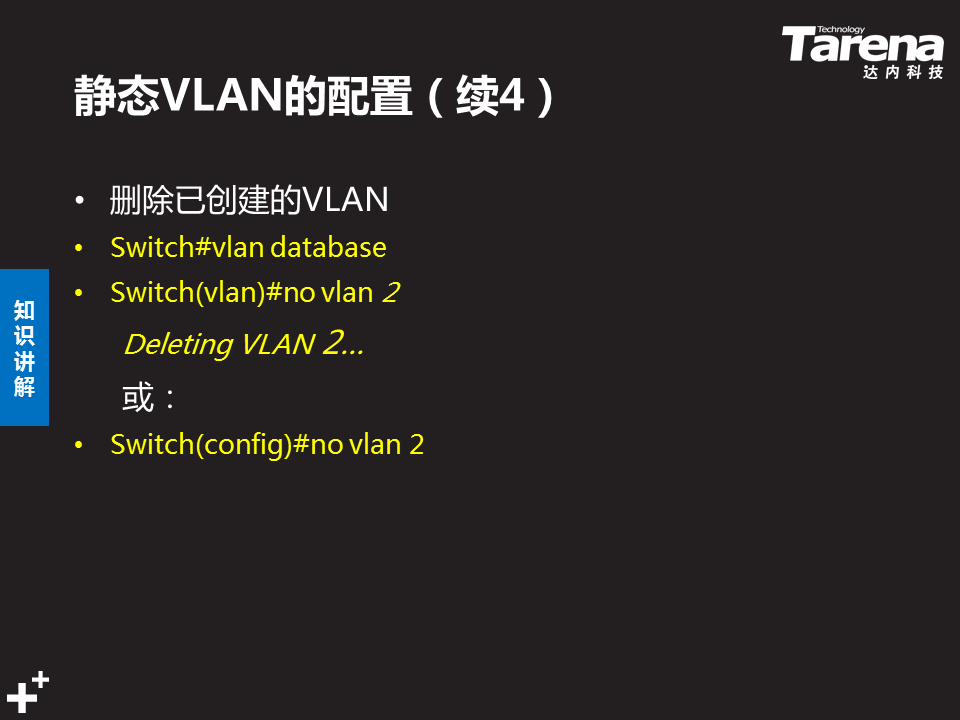 Technology
Tarena
达内科技
静态VLAN的配置（续4）
• 删除已创建的VLAN
• Switch#vlan database
• Switch(vlan)#no vlan 2
Deleting VLAN 2...
或：
• Switch(config)#no vlan 2
知识讲解